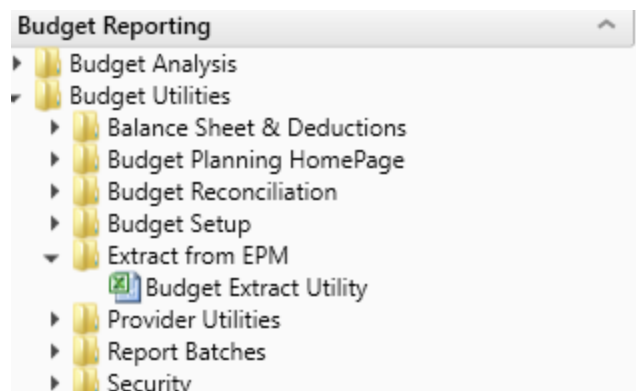 Budget Reporting
Budget Analysis
Budget Utilities
Balance Sheet & Deductions
Budget Planning HomePage
Budget Reconciliation
Budget Setup
Extract from EPM
Budget Extract Utility
Provider Utilities
Report Batches
Security